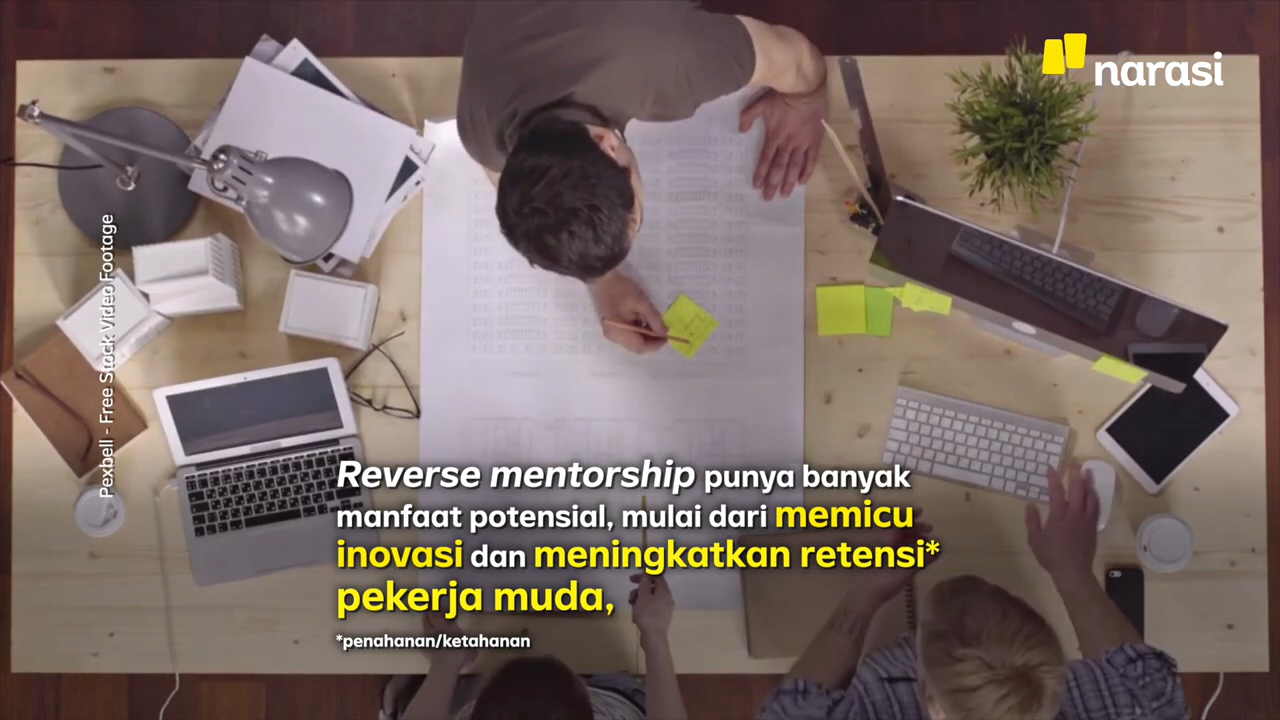 narasi
Pexbell - Free Stock Video Footage
Reverse mentorship punya banyak
manfaat potensial, mulai dari memicu
inovasi dan meningkatkan retensi*
pekerja muda,
*penahanan/ketahanan